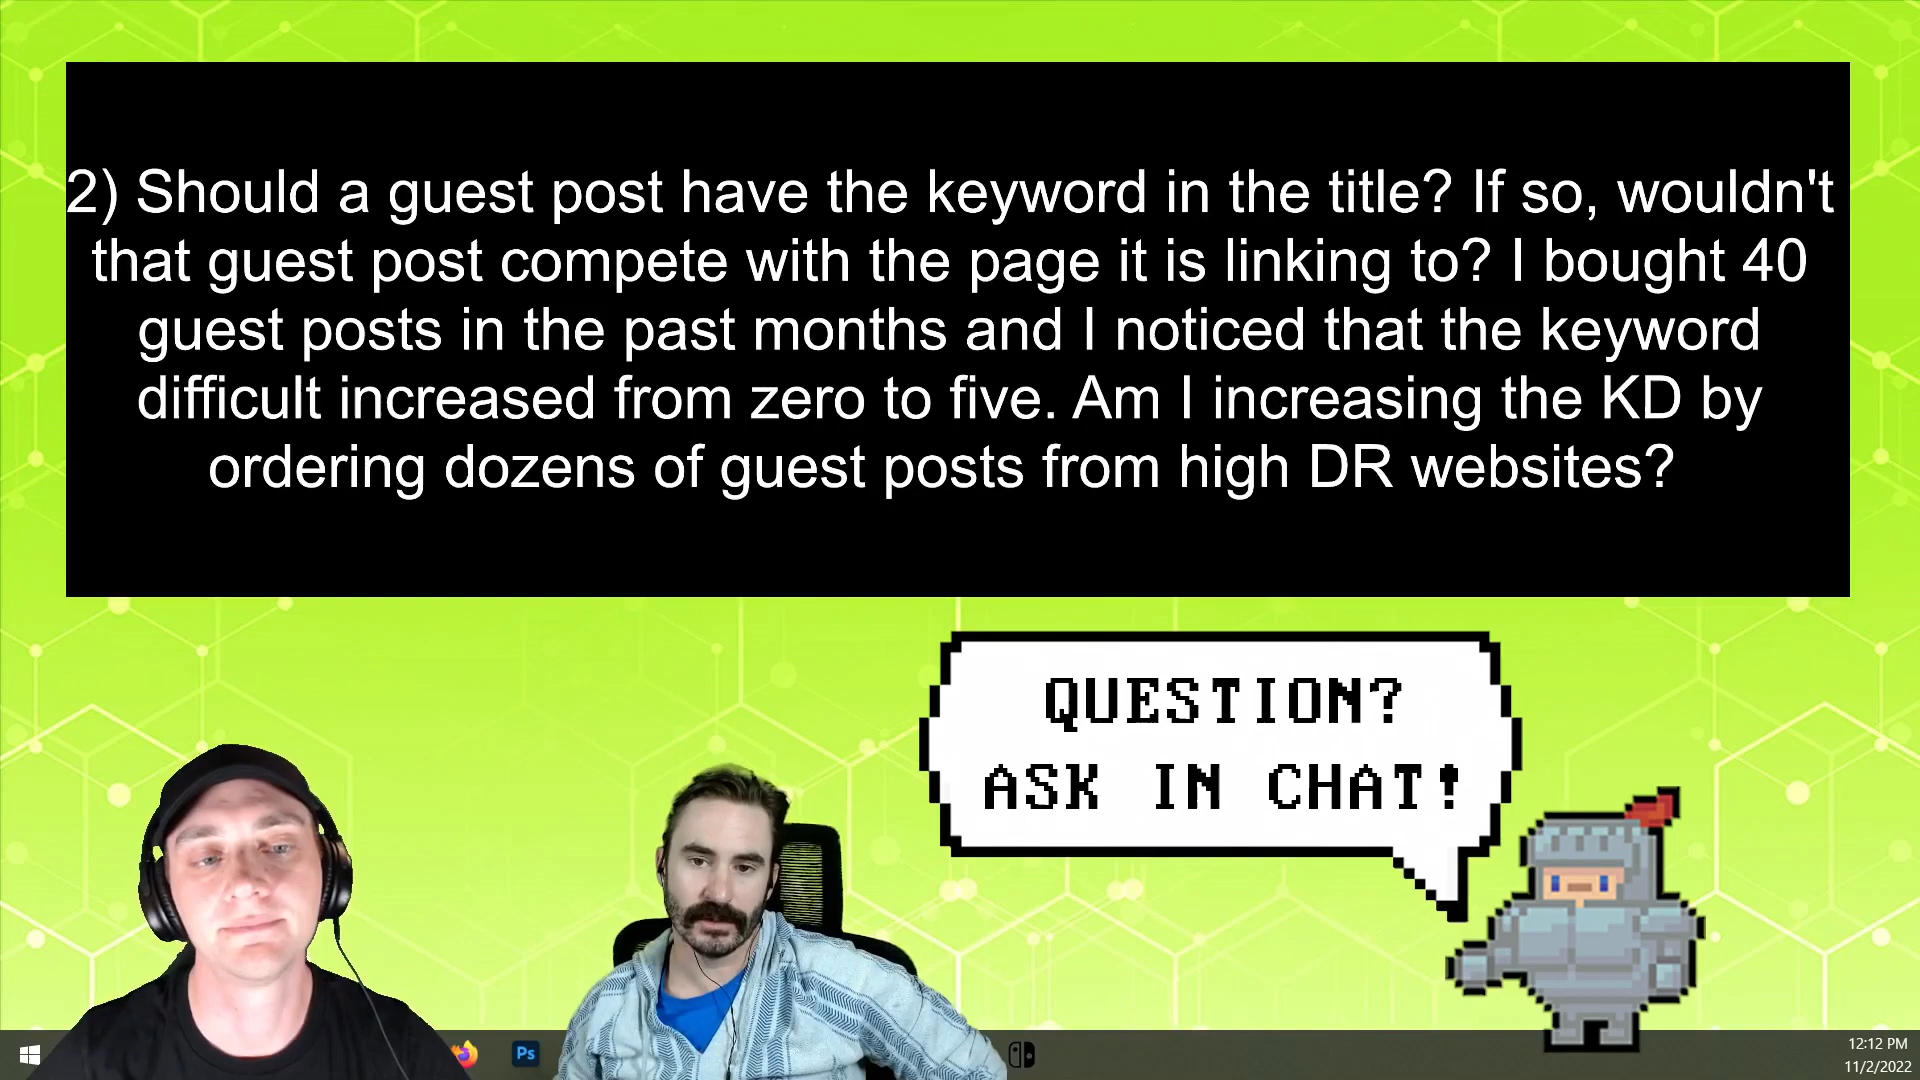 2) Should a guest post have the keyword in the title? If so, wouldn't
that guest post compete with the page it is linking to? I bought 40
guest posts in the past months and I noticed that the keyword
difficult increased from zero to five. Am I increasing the KD by
ordering dozens of guest posts from high DR websites?
QUESTION?
ASK IN CHAT!
Ps
12:12 PM
11/2/2022